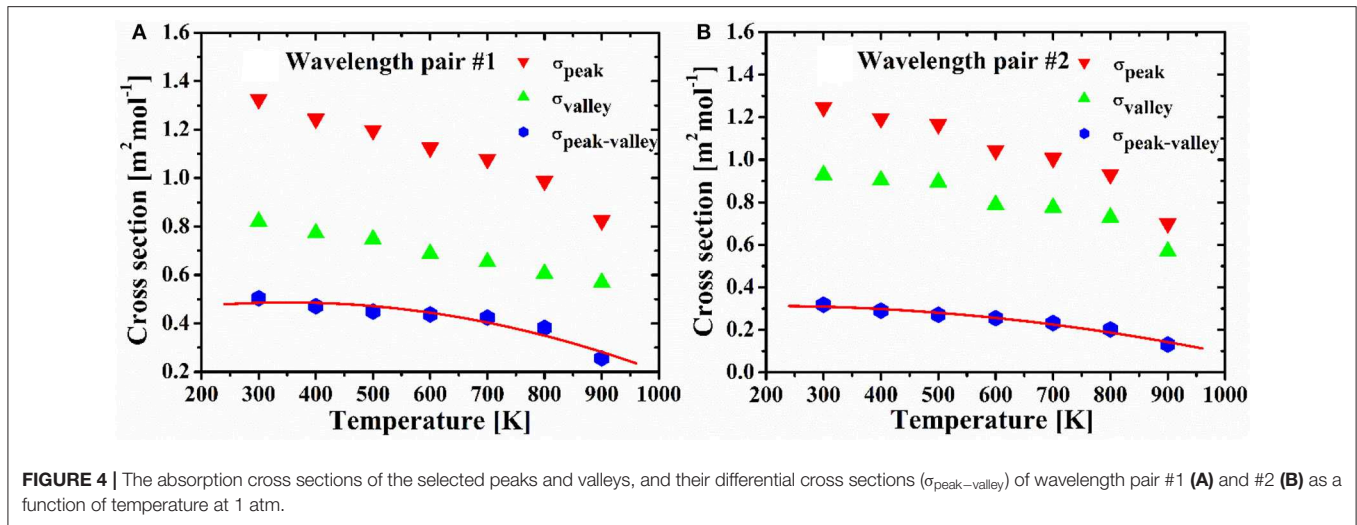 A
Wavelength pair #1
σpeak
σvalley
σpeak-valley
Cross section [m²mol⁻¹]
1.6
1.4
1.2
1.0
0.8
0.6
0.4
0.2
200 300 400 500 600 700 800 900 1000
Temperature [K]
B
Wavelength pair #2
σpeak
σvalley
σpeak-valley
Cross section [m²mol⁻¹]
1.6
1.4
1.2
1.0
0.8
0.6
0.4
0.2
0.0
200 300 400 500 600 700 800 900 1000
Temperature [K]
FIGURE 4 | The absorption cross sections of the selected peaks and valleys, and their differential cross sections (σpeak−valley) of wavelength pair #1 (A) and #2 (B) as a
function of temperature at 1 atm.